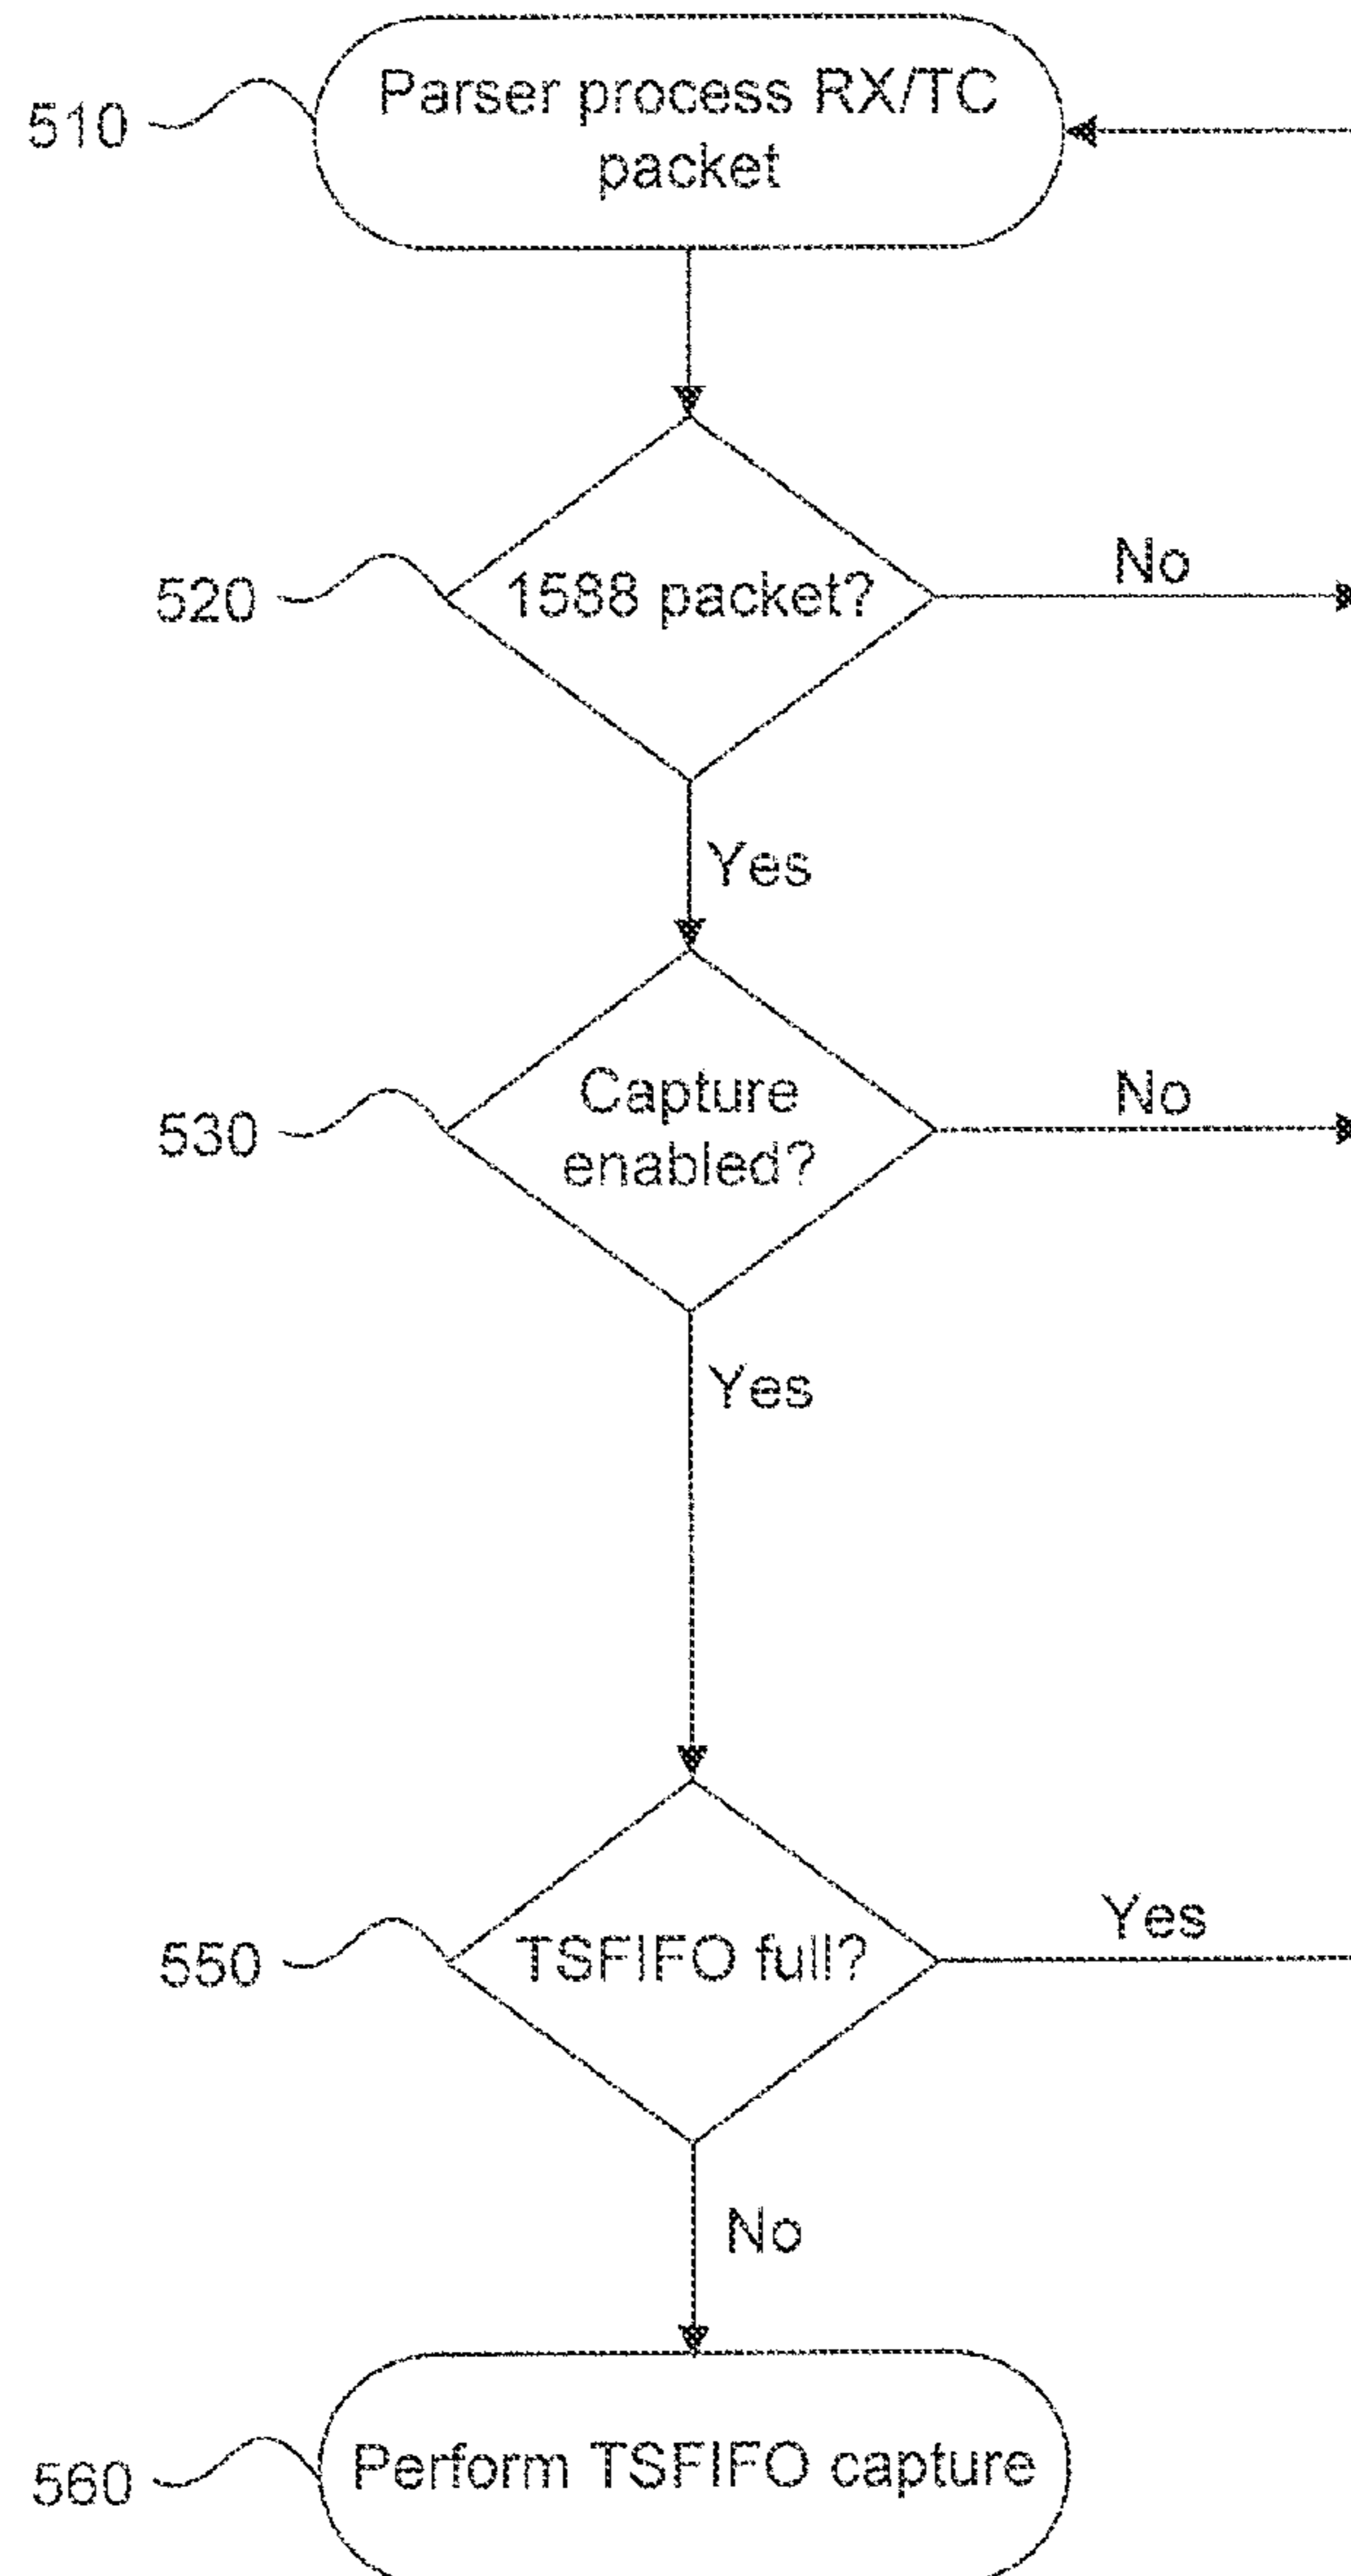 Parser process RX/TC
packet
510
1588 packet?
520
No
Yes
Capture
enabled?
530
No
Yes
TSFIFO full?
550
Yes
No
Perform TSFIFO capture
560